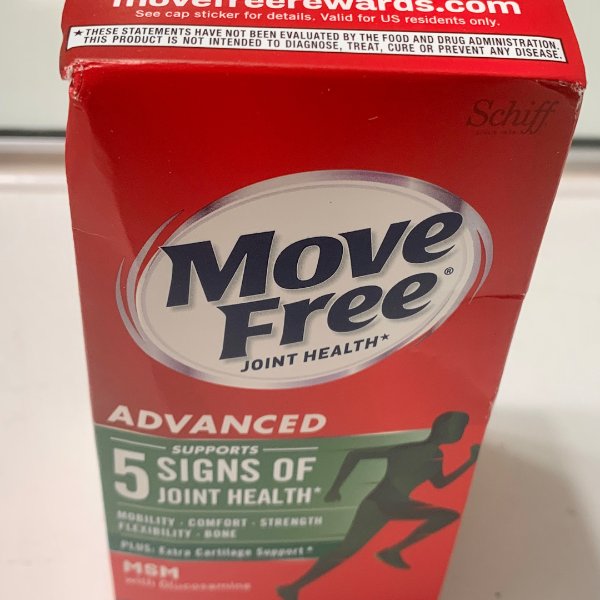 movefreerewards.com
See cap sticker for details. Valid for US residents only.
★ THESE STATEMENTS HAVE NOT BEEN EVALUATED BY THE FOOD AND DRUG ADMINISTRATION.
THIS PRODUCT IS NOT INTENDED TO DIAGNOSE, TREAT, CURE OR PREVENT ANY DISEASE.
Schiff
MOVE
Free®
JOINT HEALTH★
ADVANCED
SUPPORTS
5 SIGNS OF
JOINT HEALTH★
MOBILITY · COMFORT · STRENGTH
FLEXIBILITY · BONE
PLUS: Extra Cartilage Support★
MSM
with Glucosamine